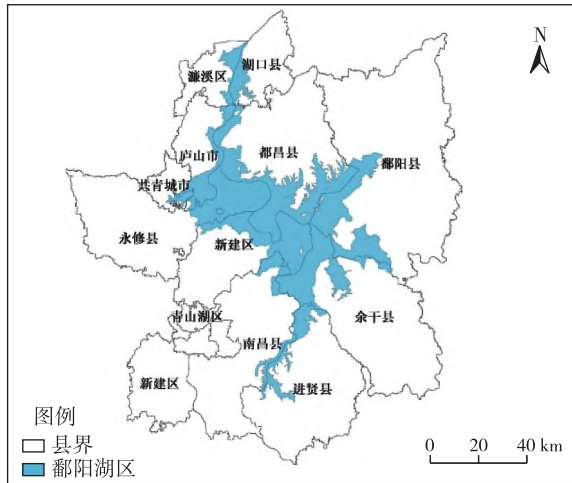 N
湖口县
濂溪区
庐山市
都昌县
鄱阳县
共青城市
永修县
新建区
青山湖区
余干县
南昌县
新建区
进贤县
图例
县界
鄱阳湖区
0 20 40 km